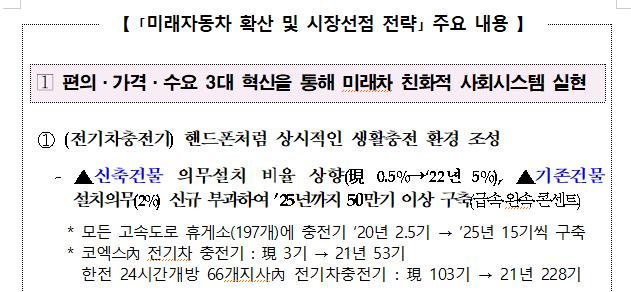 【 「미래자동차 확산 및 시장선점 전략」 주요 내용 】
1 편의·가격·수요 3대 혁신을 통해 미래차 친화적 사회시스템 실현
① (전기차충전기) 핸드폰처럼 상시적인 생활충전 환경 조성
- ▲신축건물 의무설치 비율 상향(現 0.5%→'22년 5%), ▲기존건물
설치의무(2%) 신규 부과하여 '25년까지 50만기 이상 구축(급속·완속·콘센트)
* 모든 고속도로 휴게소(197개)에 충전기 '20년 2.5기 → '25년 15기씩 구축
* 코엑스內 전기차 충전기 : 現 3기 → 21년 53기
한전 24시간개방 66개지사內 전기차충전기 : 現 103기 → 21년 228기